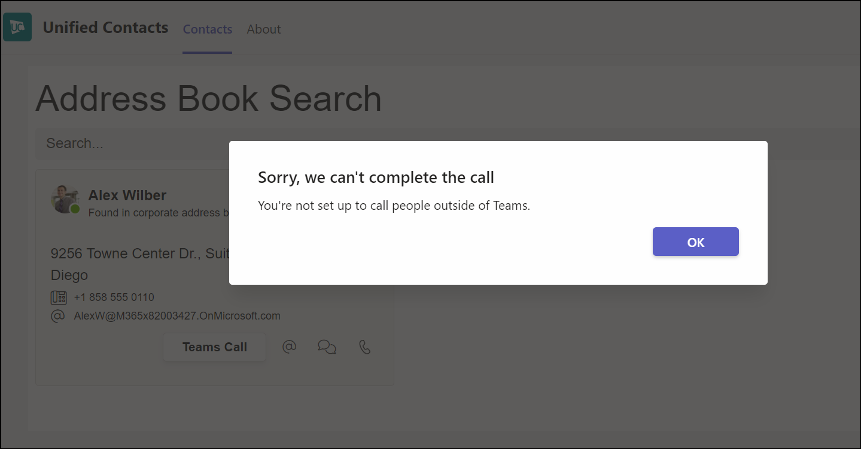 Unified Contacts Contacts About
Address Book Search
Search...
Sorry, we can't complete the call
You're not set up to call people outside of Teams.
OK
Alex Wilber
Found in corporate address b
9256 Towne Center Dr., Suit
Diego
+1 858 555 0110
AlexW@M365x82003427.OnMicrosoft.com
Teams Call